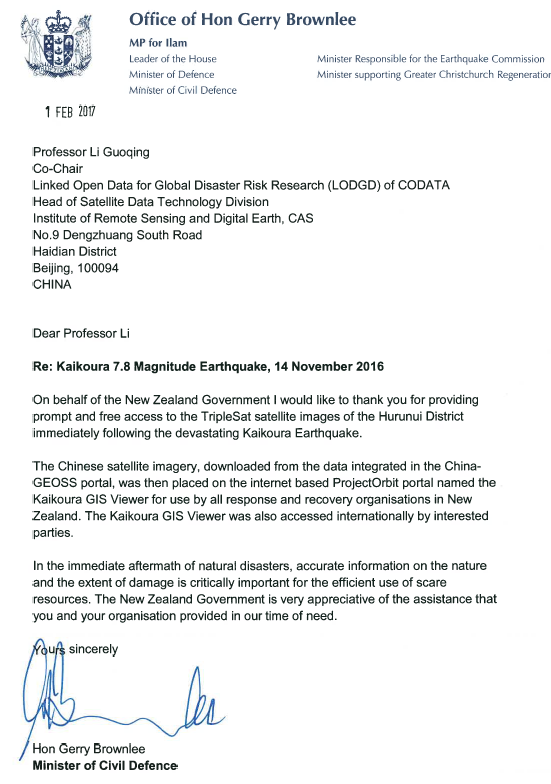 Office of Hon Gerry Brownlee
MP for Ilam
Leader of the House
Minister of Defence
Minister of Civil Defence
Minister Responsible for the Earthquake Commission
Minister supporting Greater Christchurch Regeneration
1 FEB 2017
Professor Li Guoqing
Co-Chair
Linked Open Data for Global Disaster Risk Research (LODGD) of CODATA
Head of Satellite Data Technology Division
Institute of Remote Sensing and Digital Earth, CAS
No.9 Dengzhuang South Road
Haidian District
Beijing, 100094
CHINA
Dear Professor Li
Re: Kaikoura 7.8 Magnitude Earthquake, 14 November 2016
On behalf of the New Zealand Government I would like to thank you for providing
prompt and free access to the TripleSat satellite images of the Hurunui District
immediately following the devastating Kaikoura Earthquake.
The Chinese satellite imagery, downloaded from the data integrated in the China-
GEOSS portal, was then placed on the internet based ProjectOrbit portal named the
Kaikoura GIS Viewer for use by all response and recovery organisations in New
Zealand. The Kaikoura GIS Viewer was also accessed internationally by interested
parties.
In the immediate aftermath of natural disasters, accurate information on the nature
and the extent of damage is critically important for the efficient use of scare
resources. The New Zealand Government is very appreciative of the assistance that
you and your organisation provided in our time of need.
Yours sincerely
Hon Gerry Brownlee
Minister of Civil Defence